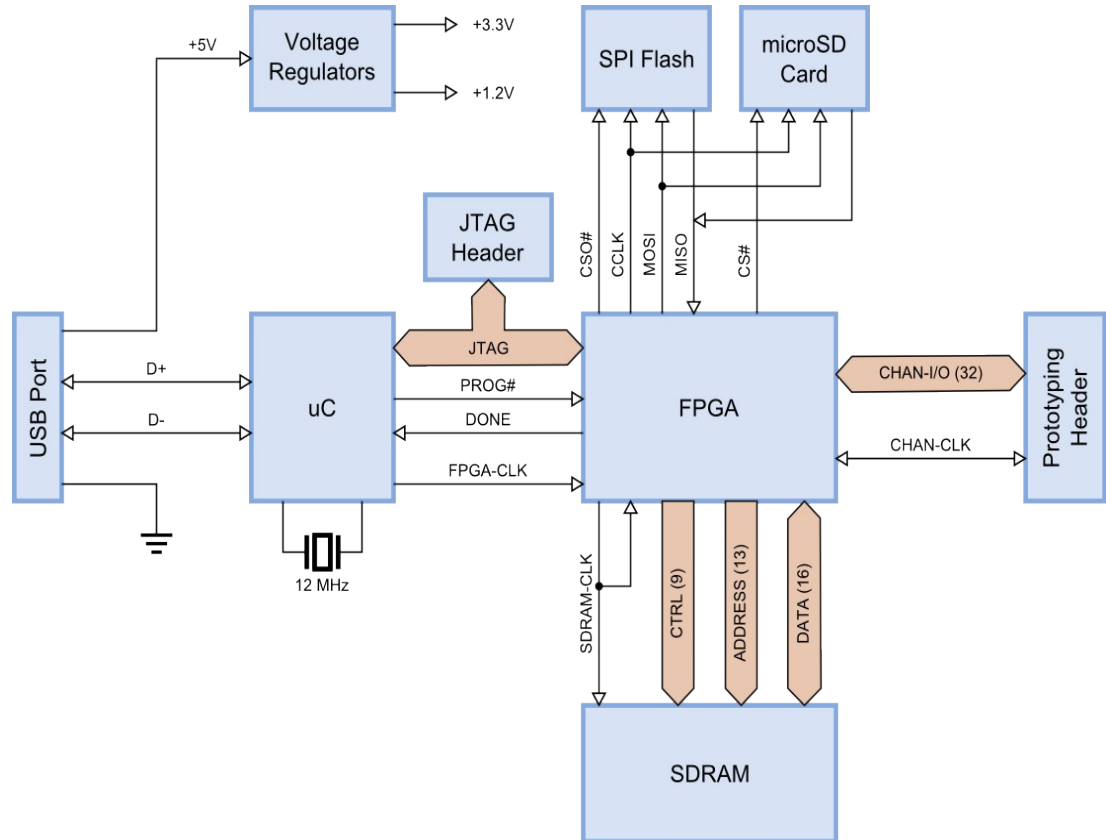 +3.3V
+5V
Voltage
Regulators
+1.2V
SPI Flash
microSD
Card
JTAG
Header
CSO#
CCLK
MOSI
MISO
CS#
USB Port
D+
D-
uC
JTAG
PROG#
DONE
FPGA-CLK
FPGA
CHAN-I/O (32)
CHAN-CLK
Prototyping
Header
12 MHz
SDRAM-CLK
CTRL (9)
ADDRESS (13)
DATA (16)
SDRAM